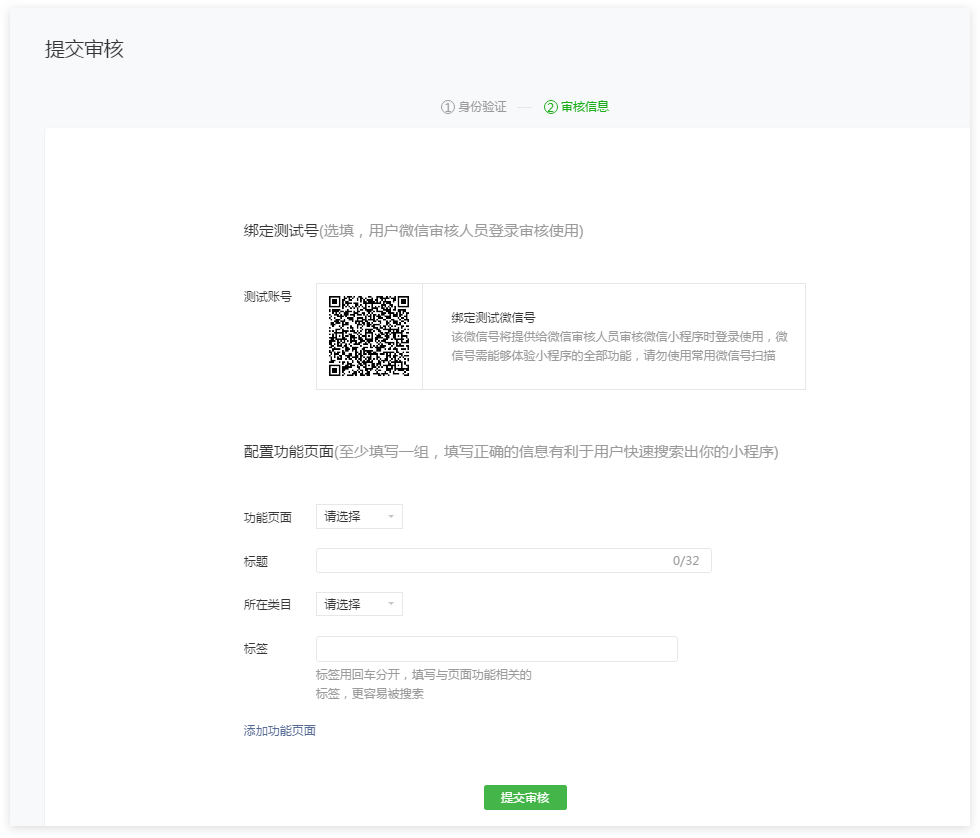 提交审核
① 身份验证
② 审核信息
绑定测试号(选填，用户微信审核人员登录审核使用)
测试账号
绑定测试微信号
该微信号将提供给微信审核人员审核微信小程序时登录使用，微
信号需能够体验小程序的全部功能，请勿使用常用微信号扫描
配置功能页面(至少填写一组，填写正确的信息有利于用户快速搜索出你的小程序)
功能页面 请选择
标题 0/32
所在类目 请选择
标签
标签用回车分开，填写与页面功能相关的
标签，更容易被搜索
添加功能页面
提交审核